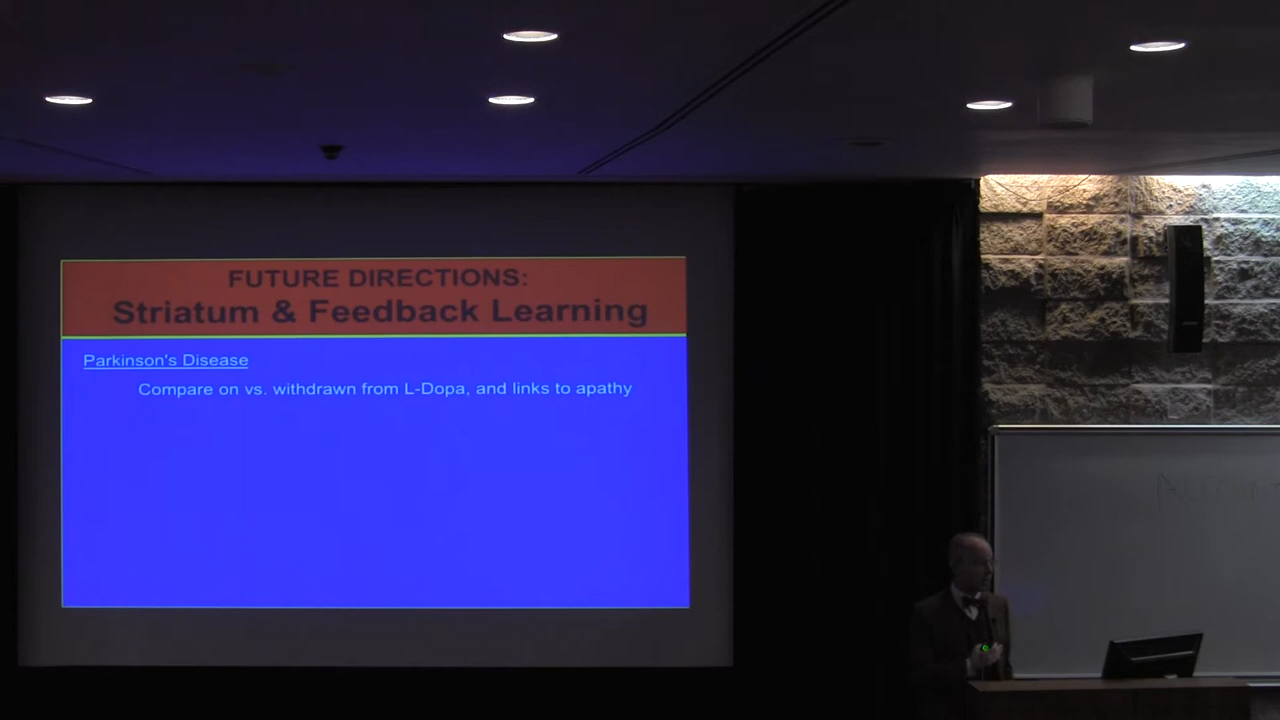 FUTURE DIRECTIONS:
Striatum & Feedback Learning
Parkinson's Disease
Compare on vs. withdrawn from L-Dopa, and links to apathy